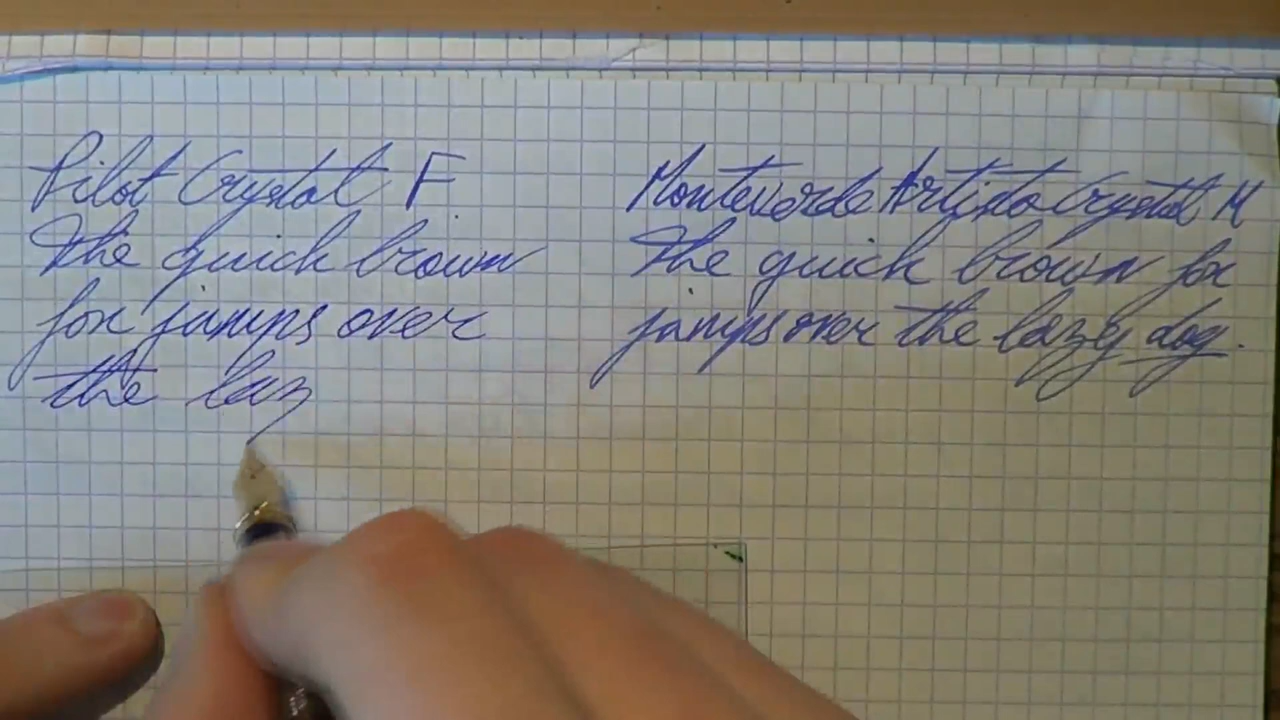 Pilot Crystal F
The quick brown
fox jumps over
the laz
Monteverde Artista Crystal M
The quick brown fox
jumps over the lazy dog.